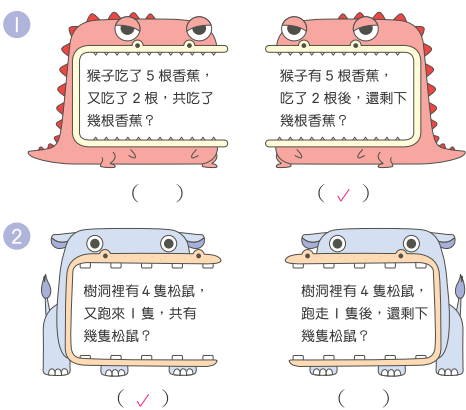 1
猴子吃了 5 根香蕉，
又吃了 2 根，共吃了
幾根香蕉？
(　　)
猴子有 5 根香蕉，
吃了 2 根後，還剩下
幾根香蕉？
( ✓ )
2
樹洞裡有 4 隻松鼠，
又跑來 1 隻，共有
幾隻松鼠？
( ✓ )
樹洞裡有 4 隻松鼠，
跑走 1 隻後，還剩下
幾隻松鼠？
(　　)